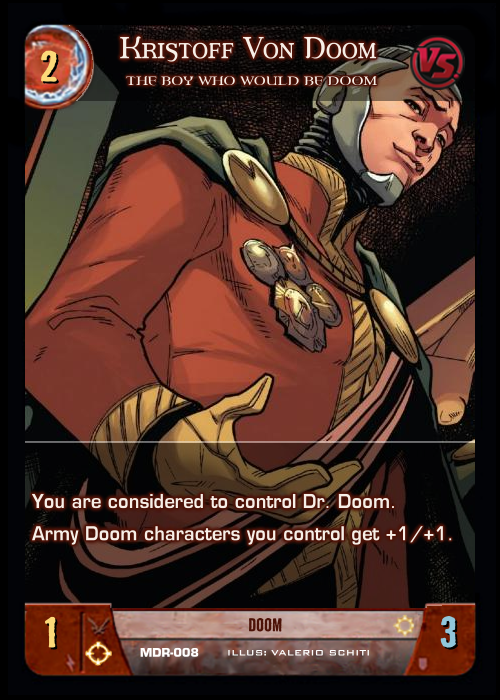 2
Kristoff Von Doom
VS
The Boy Who Would Be Doom
You are considered to control Dr. Doom.
Army Doom characters you control get +1/+1.
1
DOOM
3
MDR-008 ILLUS: VALERIO SCHITI